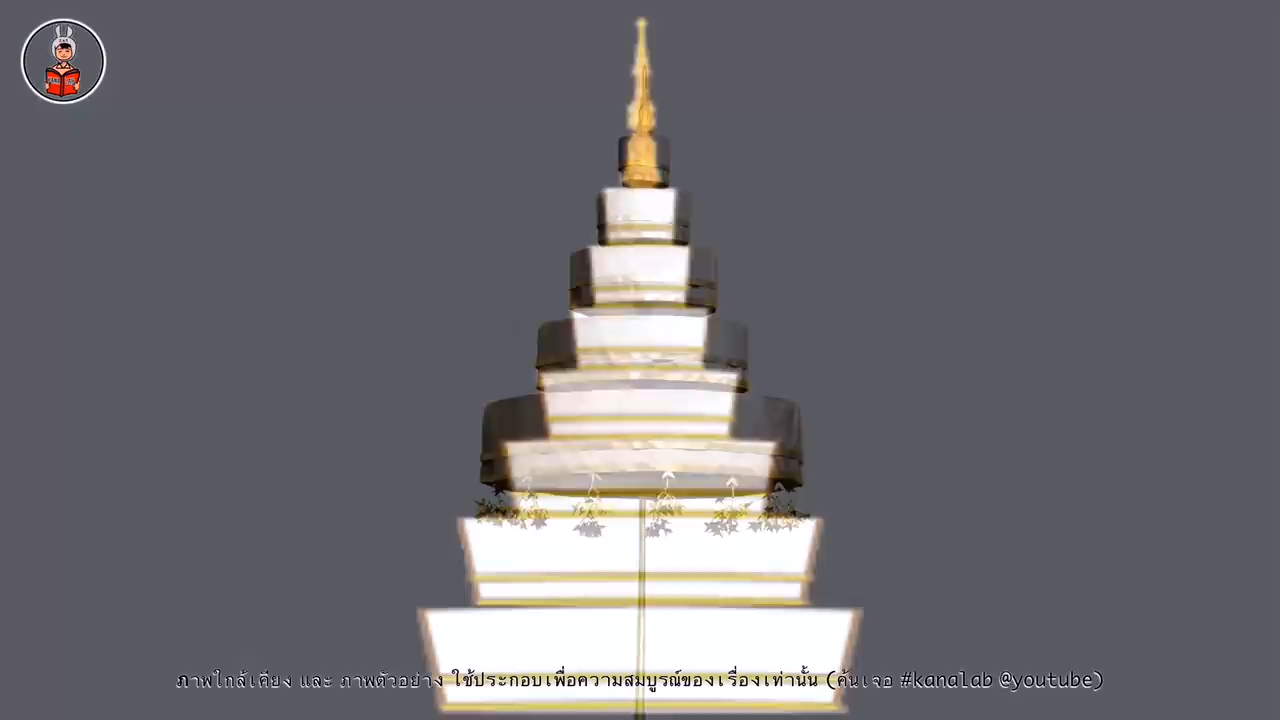 ภาพใกล้เคียง และ ภาพตัวอย่าง ใช้ประกอบเพื่อความสมบูรณ์ของเรื่องเท่านั้น (ค้นเจอ #kanalab @youtube)